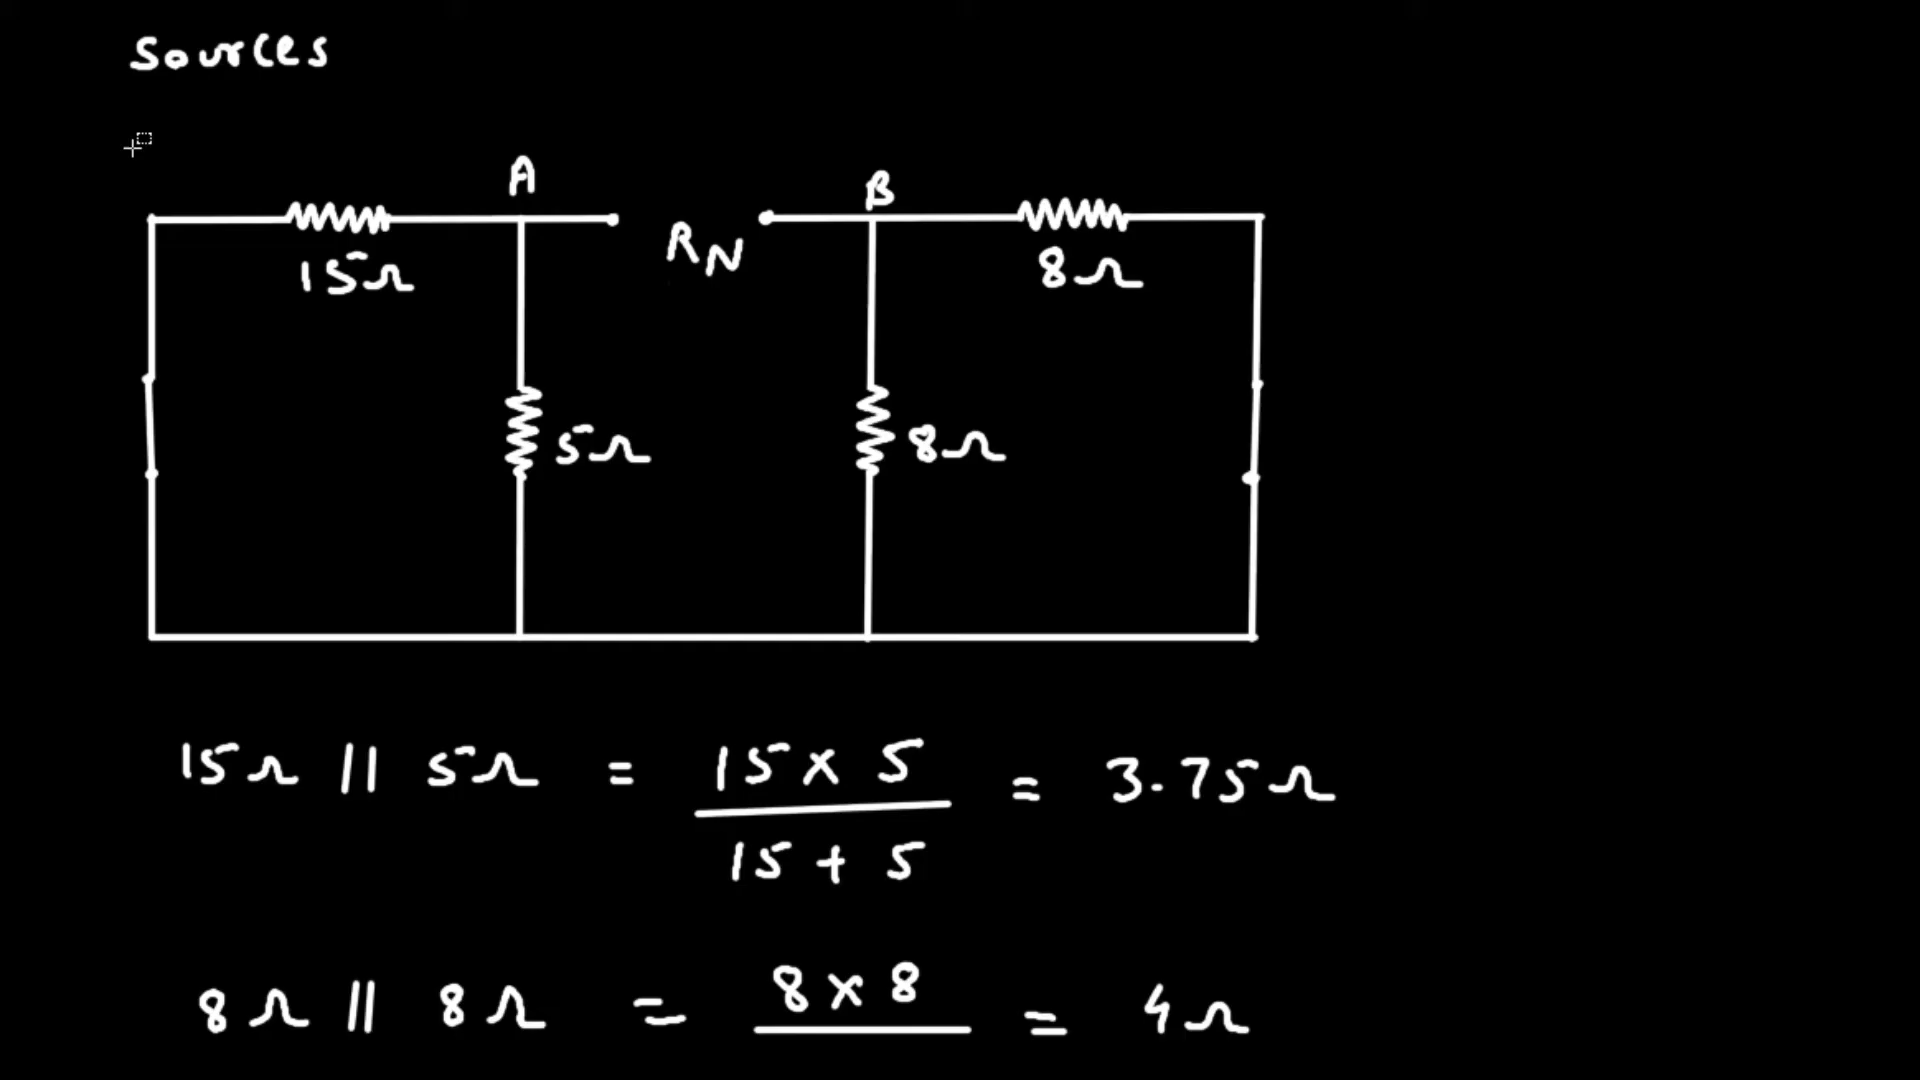 Sources
A
B
RN
15Ω
8Ω
5Ω
8Ω
15Ω || 5Ω = 15 x 5 = 3.75Ω
15 + 5
8Ω || 8Ω = 8 x 8 = 4Ω